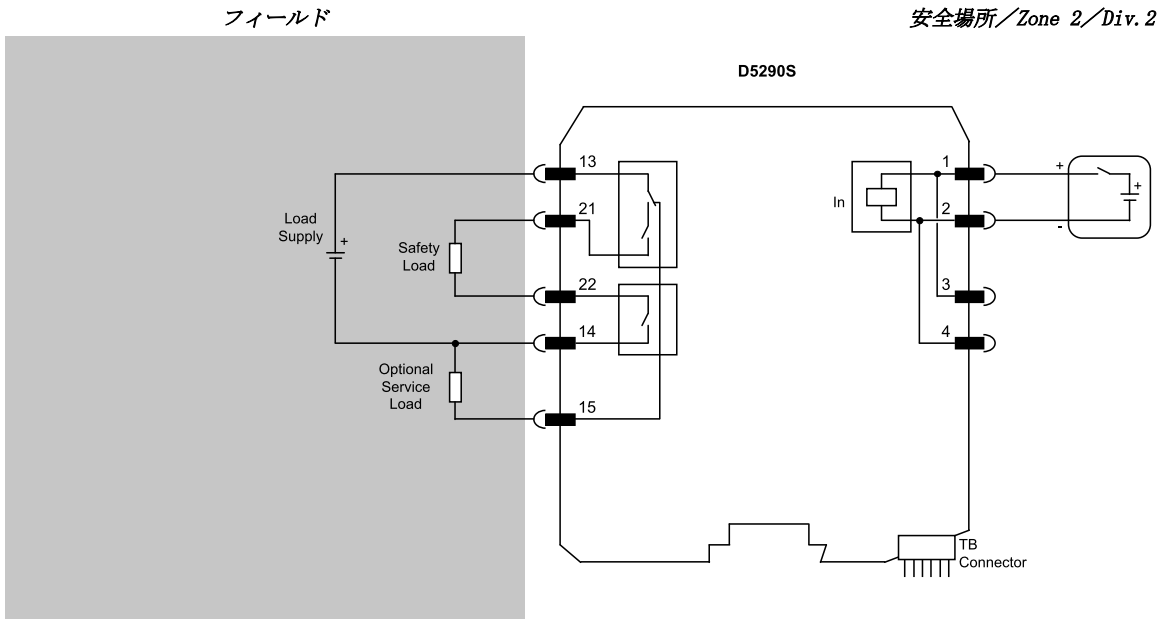 フィールド
安全場所／Zone 2／Div.2
D5290S
13
21
22
14
15
Load
Supply
+
Safety
Load
Optional
Service
Load
In
1
2
3
4
+
-
+
TB
Connector